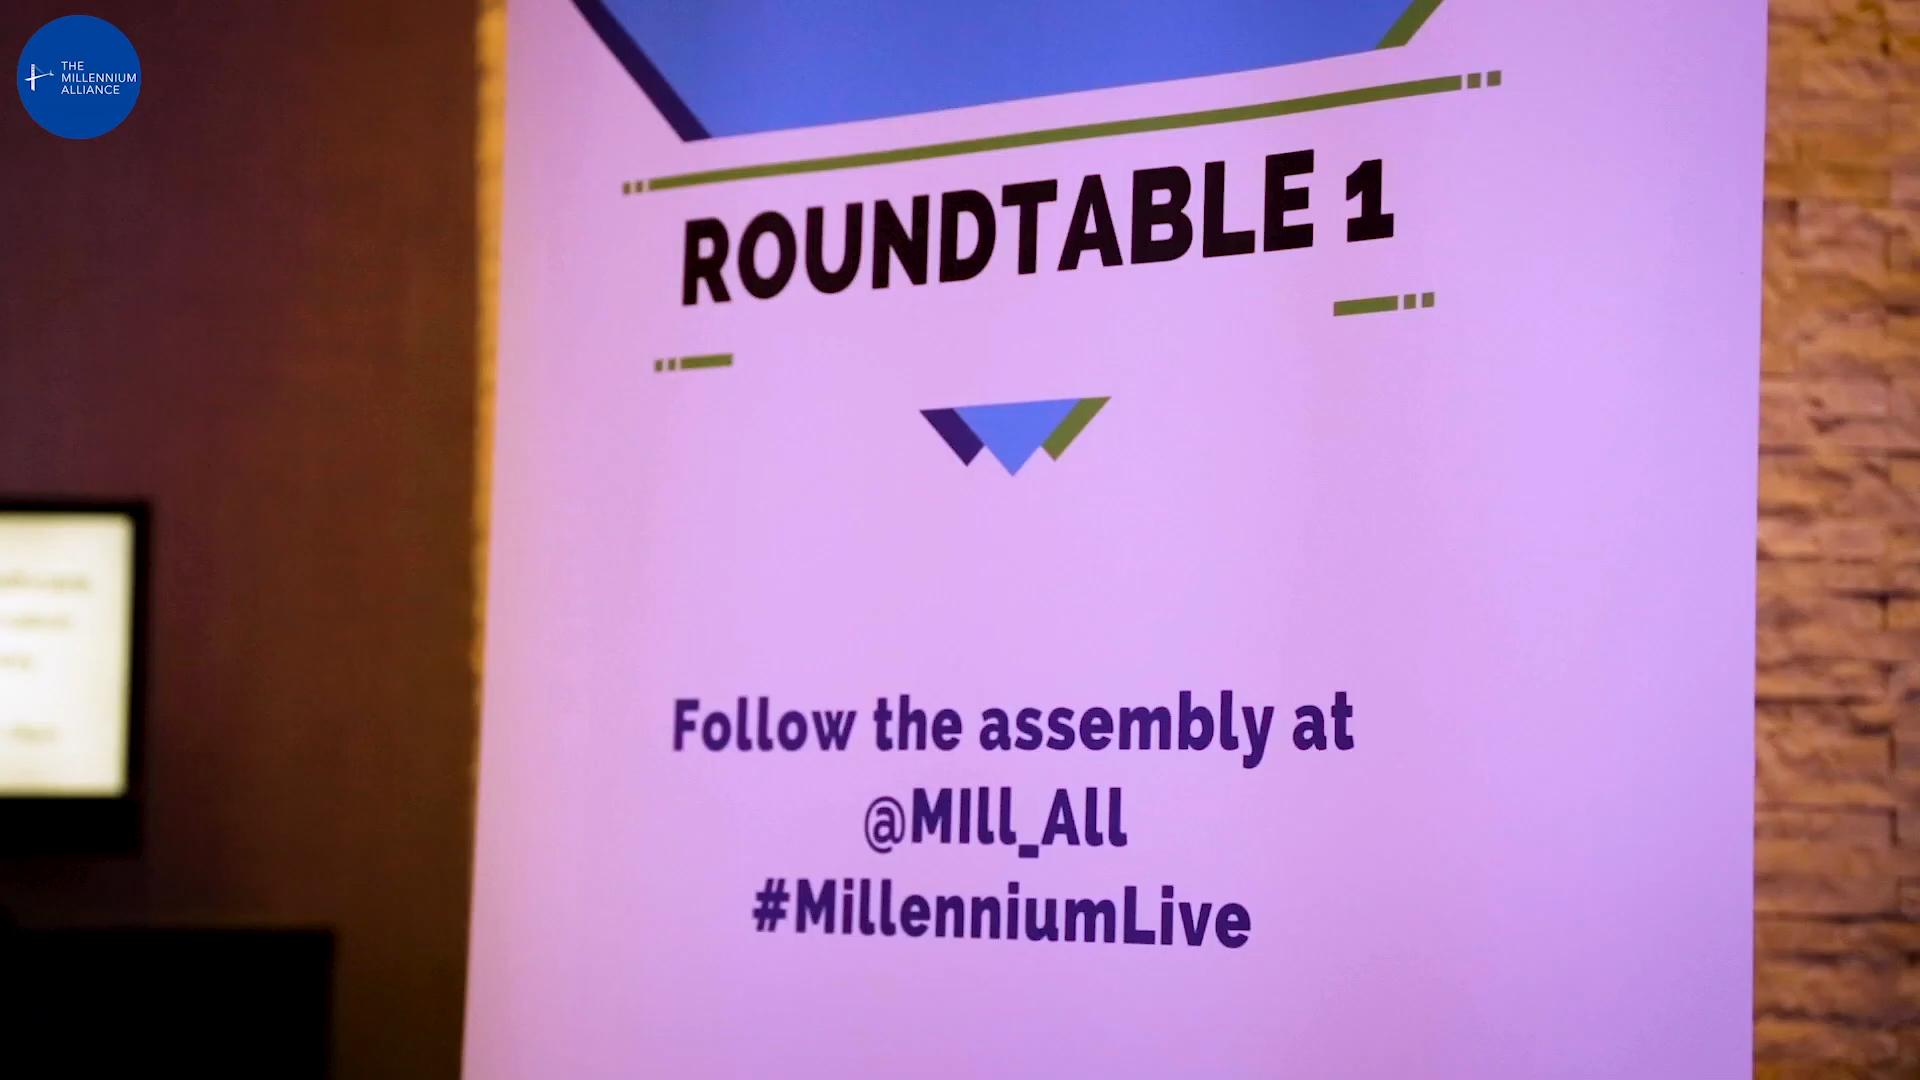 THE
MILLENNIUM
ALLIANCE
ROUNDTABLE 1
Follow the assembly at
@MIll_All
#MillenniumLive